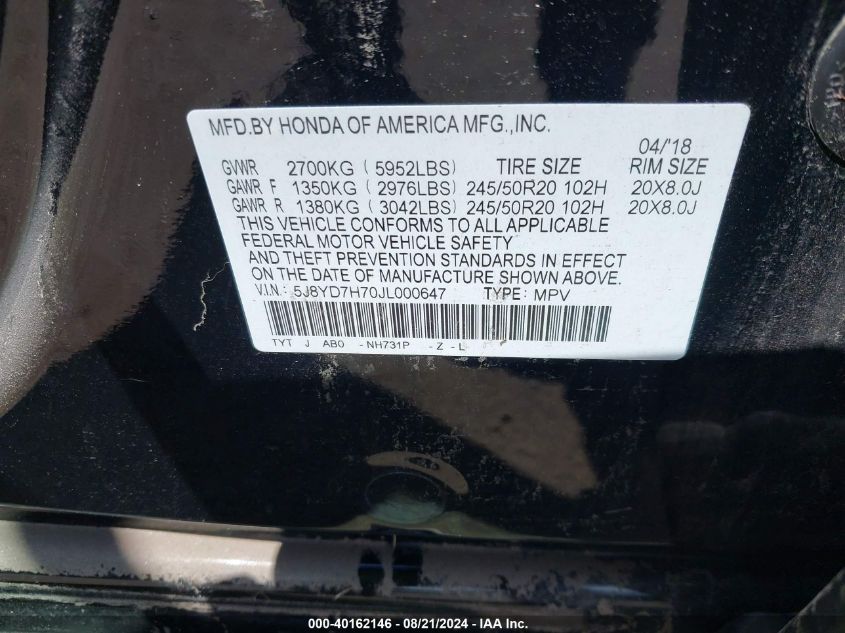 MFD.BY HONDA OF AMERICA MFG.,INC.
04/'18
GVWR 2700KG (5952LBS) TIRE SIZE RIM SIZE
GAWR F 1350KG (2976LBS) 245/50R20 102H 20X8.0J
GAWR R 1380KG (3042LBS) 245/50R20 102H 20X8.0J
THIS VEHICLE CONFORMS TO ALL APPLICABLE
FEDERAL MOTOR VEHICLE SAFETY
AND THEFT PREVENTION STANDARDS IN EFFECT
ON THE DATE OF MANUFACTURE SHOWN ABOVE.
V.I.N.: 5J8YD7H70JL000647 TYPE: MPV
TYT J AB0 -NH731P -Z -L
000-40162146 - 08/21/2024 - IAA Inc.